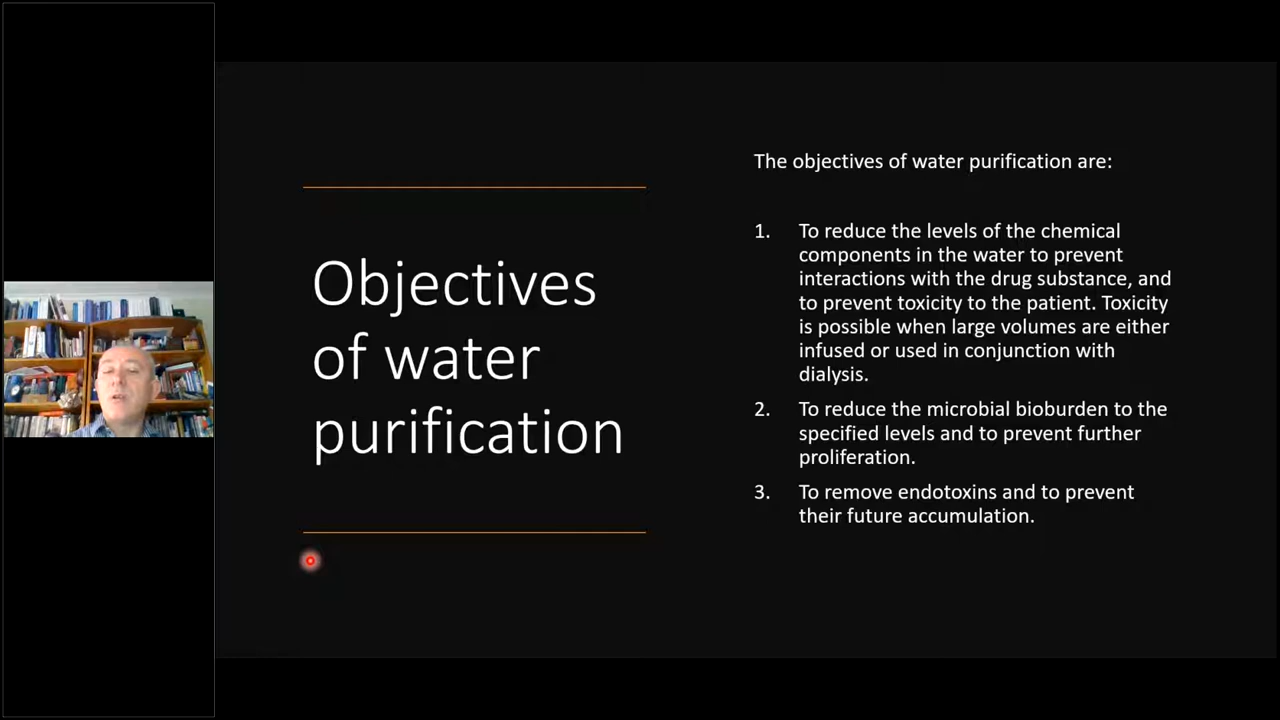 Objectives
of water
purification
The objectives of water purification are:
1. To reduce the levels of the chemical
components in the water to prevent
interactions with the drug substance, and
to prevent toxicity to the patient. Toxicity
is possible when large volumes are either
infused or used in conjunction with
dialysis.
2. To reduce the microbial bioburden to the
specified levels and to prevent further
proliferation.
3. To remove endotoxins and to prevent
their future accumulation.